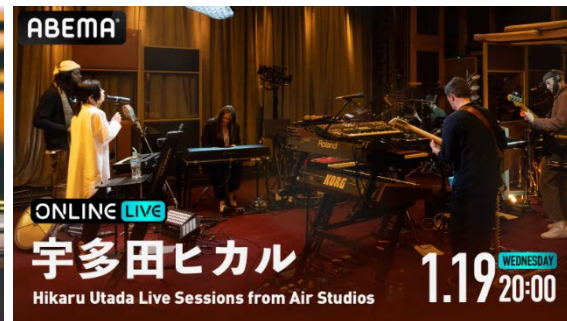 ABEMA
Roland
KORG
ONLINE LIVE
宇多田ヒカル
Hikaru Utada Live Sessions from Air Studios
1.19 WEDNESDAY 20:00